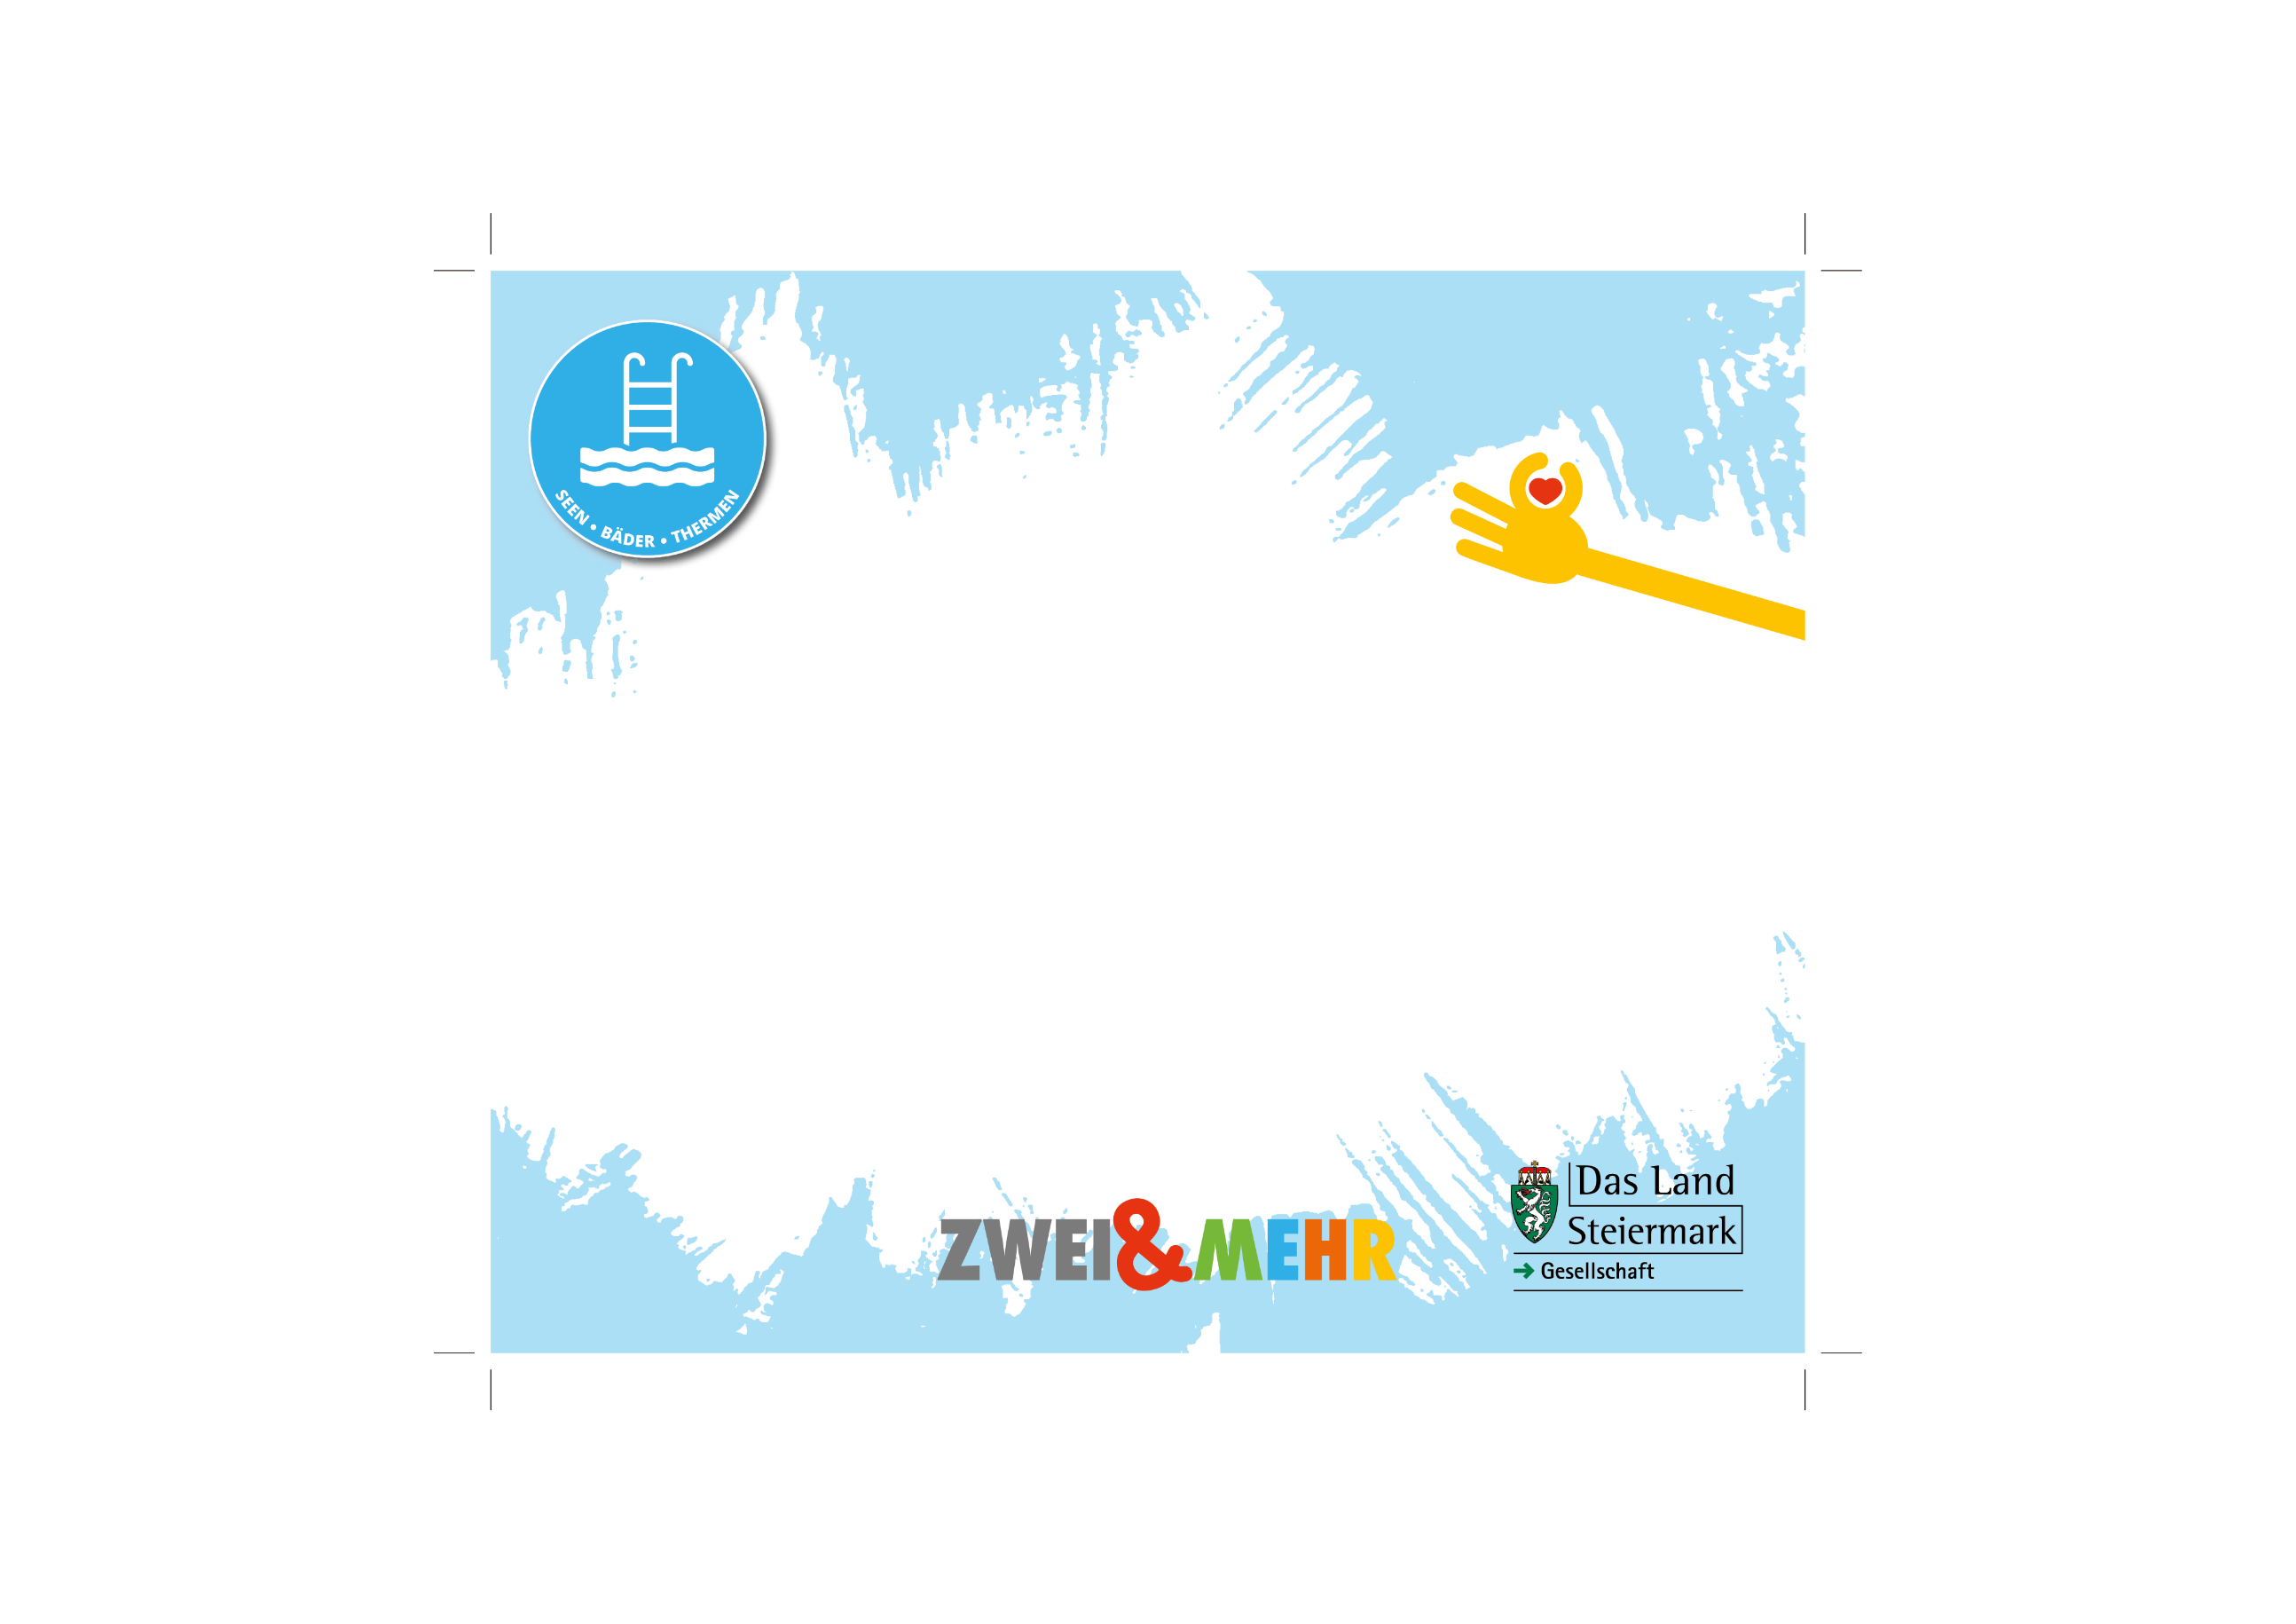 SEEN • BÄDER • THERMEN
ZWEI&MEHR
Das Land
Steiermark
→ Gesellschaft